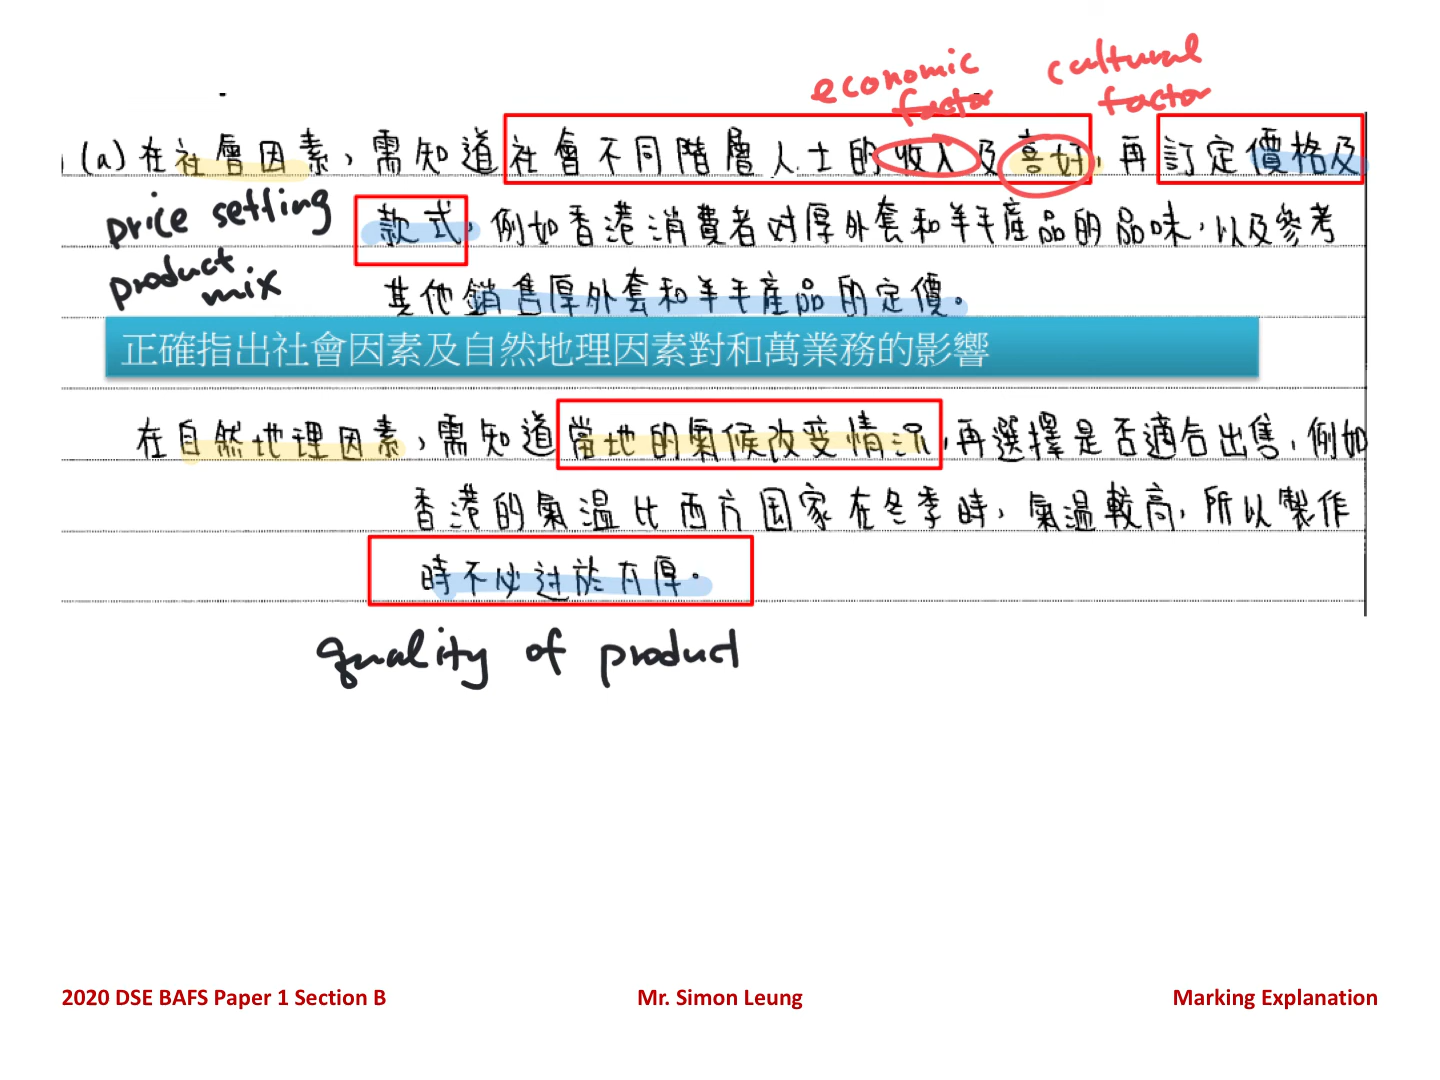 economic
factor
cultural
factor
(a)在社會因素，需知道社會不同階層人士的收入及喜好，再訂定價格及
price setting
款式，例如香港消費者对厚外套和羊毛產品的品味，以及參考
product
mix
其他銷售厚外套和羊毛產品的定價。
正確指出社會因素及自然地理因素對和萬業務的影響
在自然地理因素，需知道當地的氣候改变情況，再選擇是否適合出售，例如
香港的氣溫比西方国家在冬季時，氣温較高，所以製作
時不必过於冇厚。
quality of product
2020 DSE BAFS Paper 1 Section B
Mr. Simon Leung
Marking Explanation